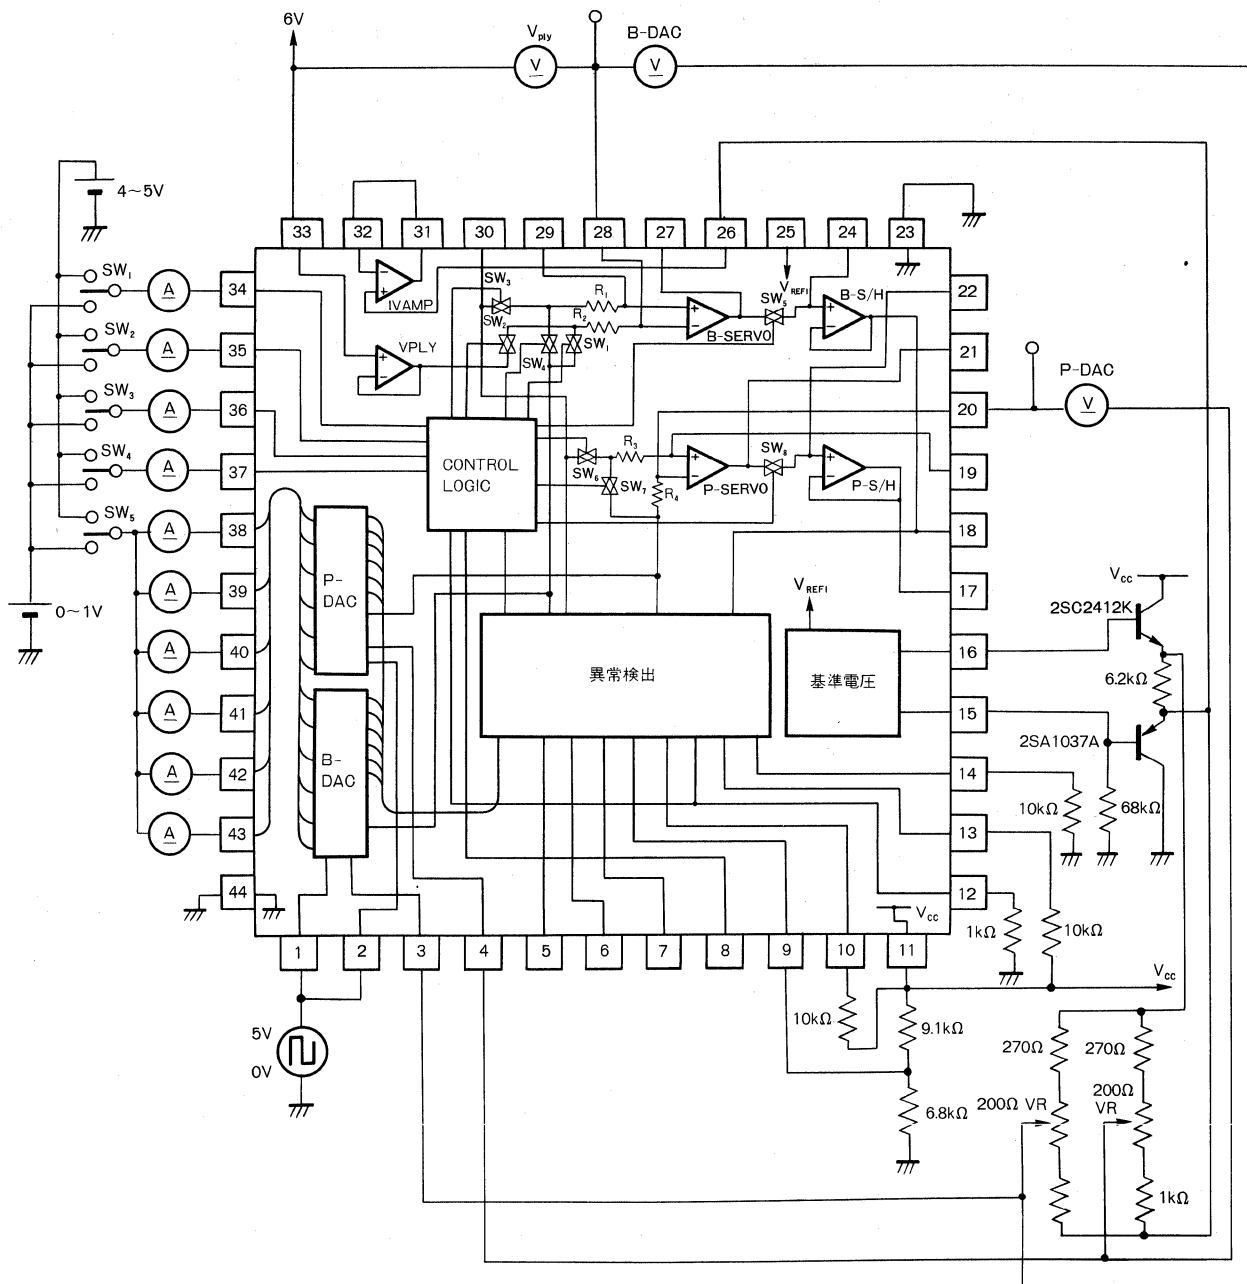 6V
Vply
B-DAC
V
V
4~5V
33
32
31
30
29
28
27
26
25
24
23
SW1
A
34
SW2
A
35
SW3
A
36
SW4
A
37
SW5
A
38
A
39
A
40
A
41
A
42
A
43
44
0~1V
IVAMP
VPLY
SW3
SW2
SW4
SW1
R1
R2
B-SERVO
VREF1
SW5
B-S/H
22
21
20
19
18
17
16
15
14
13
12
P-DAC
V
CONTROL
LOGIC
SW6
SW7
R3
R4
P-SERVO
SW8
P-S/H
P-
DAC
B-
DAC
異常検出
VREF1
基準電圧
Vcc
2SC2412K
6.2kΩ
2SA1037A
10kΩ
68kΩ
1kΩ
10kΩ
Vcc
1
2
3
4
5
6
7
8
9
10
11
Vcc
5V
0V
10kΩ
9.1kΩ
6.8kΩ
270Ω
270Ω
200Ω VR
200Ω
VR
1kΩ